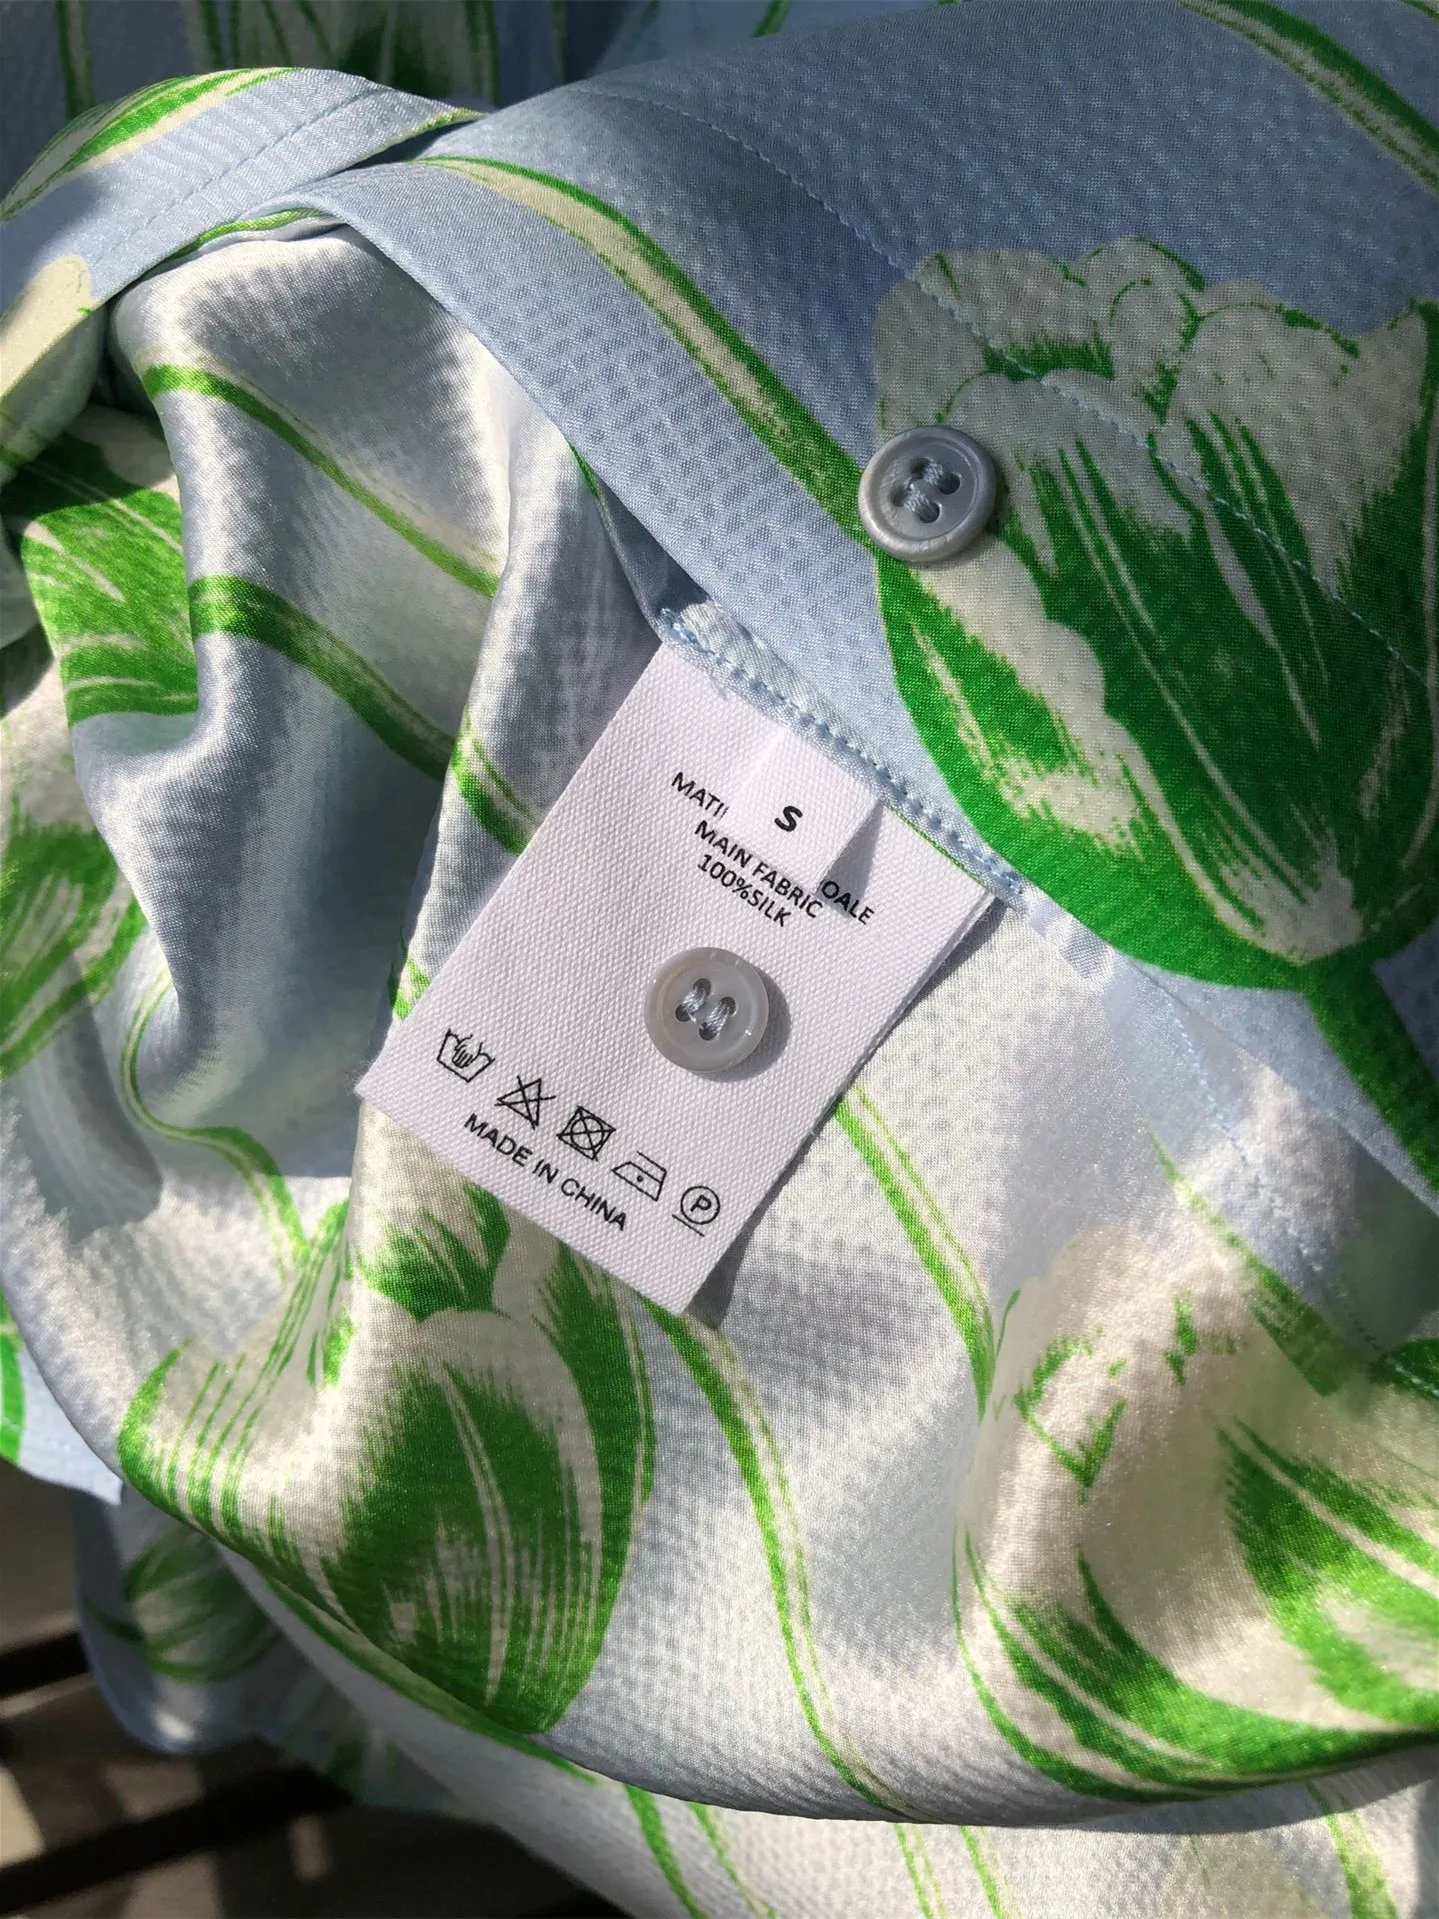 S
MAIN FABRIC
100%SILK
MADE IN CHINA
P